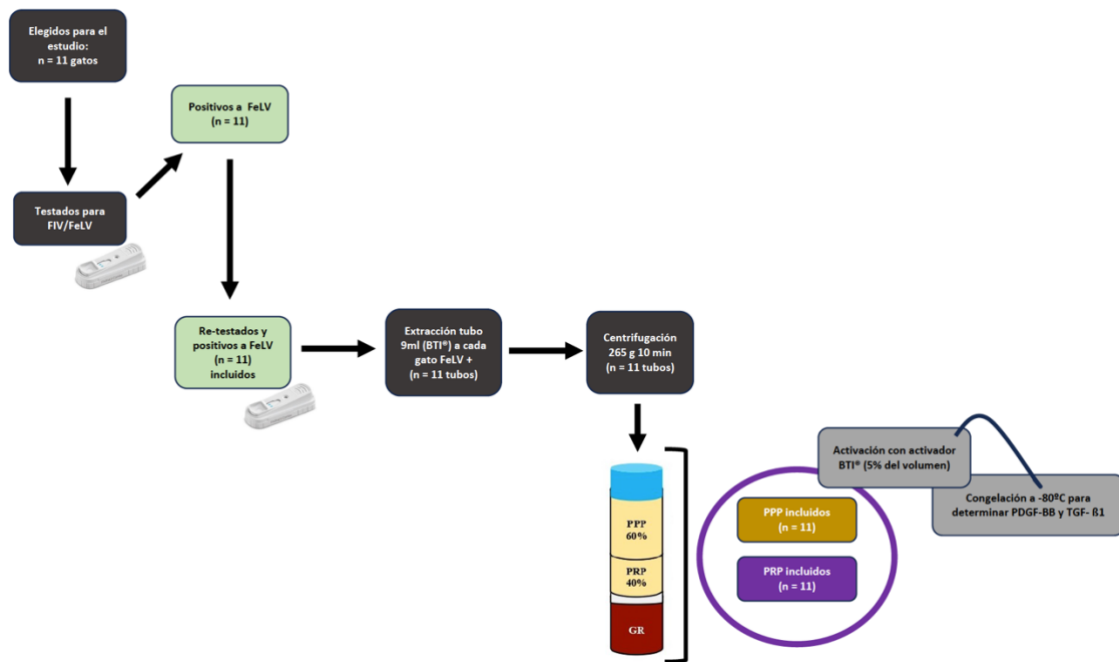 Elegidos para el
estudio:
n = 11 gatos
Positivos a FeLV
(n = 11)
Testados para
FIV/FeLV
Re-testados y
positivos a FeLV
(n = 11)
incluidos
Extracción tubo
9ml (BTI®) a cada
gato FeLV +
(n = 11 tubos)
Centrifugación
265 g 10 min
(n = 11 tubos)
Activación con activador
BTI® (5% del volumen)
Congelación a -80ºC para
determinar PDGF-BB y TGF- ß1
PPP
60%
PRP
40%
GR
PPP incluidos
(n = 11)
PRP incluidos
(n = 11)